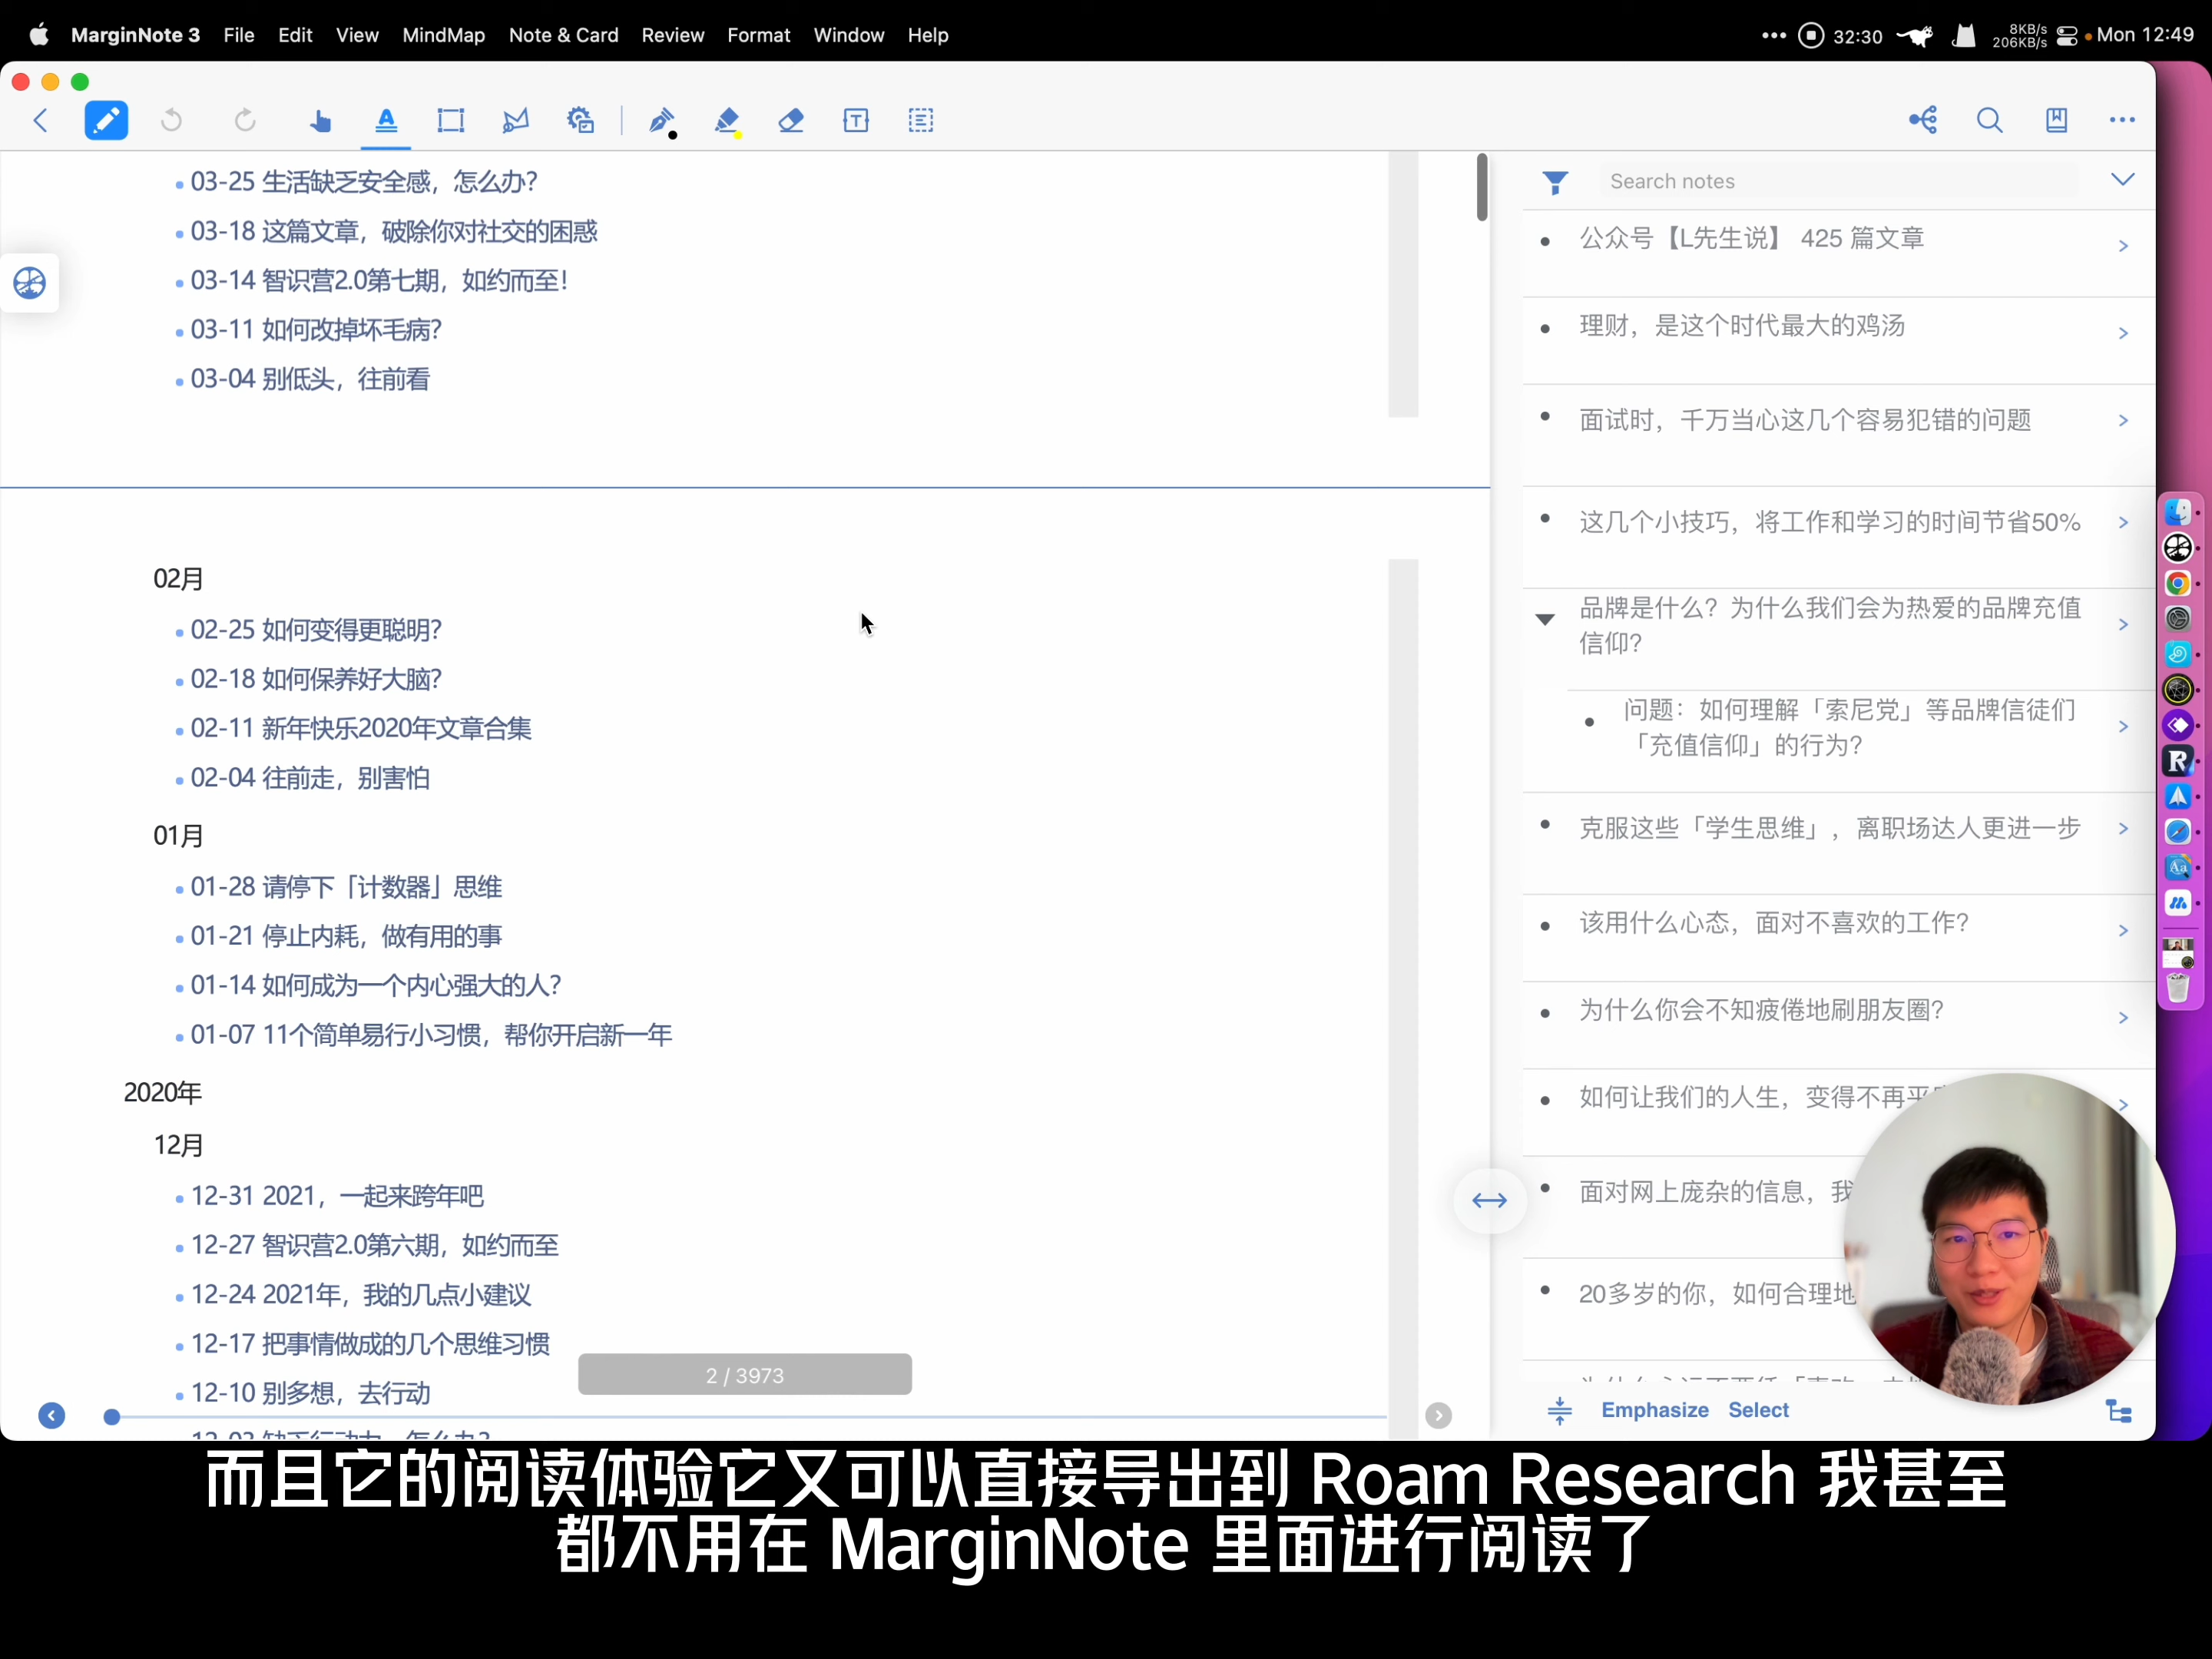 MarginNote 3 File Edit View MindMap Note & Card Review Format Window Help
32:30 8KB/s 206KB/s Mon 12:49
03-25 生活缺乏安全感，怎么办？
03-18 这篇文章，破除你对社交的困惑
03-14 智识营2.0第七期，如约而至！
03-11 如何改掉坏毛病？
03-04 别低头，往前看
02月
02-25 如何变得更聪明？
02-18 如何保养好大脑？
02-11 新年快乐2020年文章合集
02-04 往前走，别害怕
01月
01-28 请停下「计数器」思维
01-21 停止内耗，做有用的事
01-14 如何成为一个内心强大的人？
01-07 11个简单易行小习惯，帮你开启新一年
2020年
12月
12-31 2021，一起来跨年吧
12-27 智识营2.0第六期，如约而至
12-24 2021年，我的几点小建议
12-17 把事情做成的几个思维习惯
12-10 别多想，去行动
2 / 3973
Search notes
公众号【L先生说】 425 篇文章
理财，是这个时代最大的鸡汤
面试时，千万当心这几个容易犯错的问题
这几个小技巧，将工作和学习的时间节省50%
品牌是什么？为什么我们会为热爱的品牌充值
信仰？
问题：如何理解「索尼党」等品牌信徒们
「充值信仰」的行为？
克服这些「学生思维」，离职场达人更进一步
该用什么心态，面对不喜欢的工作？
为什么你会不知疲倦地刷朋友圈？
如何让我们的人生，变得不再平
面对网上庞杂的信息，我
20多岁的你，如何合理地
Emphasize Select
而且它的阅读体验它又可以直接导出到 Roam Research 我甚至
都不用在 MarginNote 里面进行阅读了